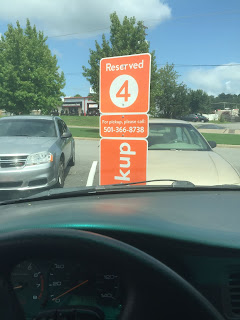 Reserved
4
For pickup, please call
501-366-8738
kup